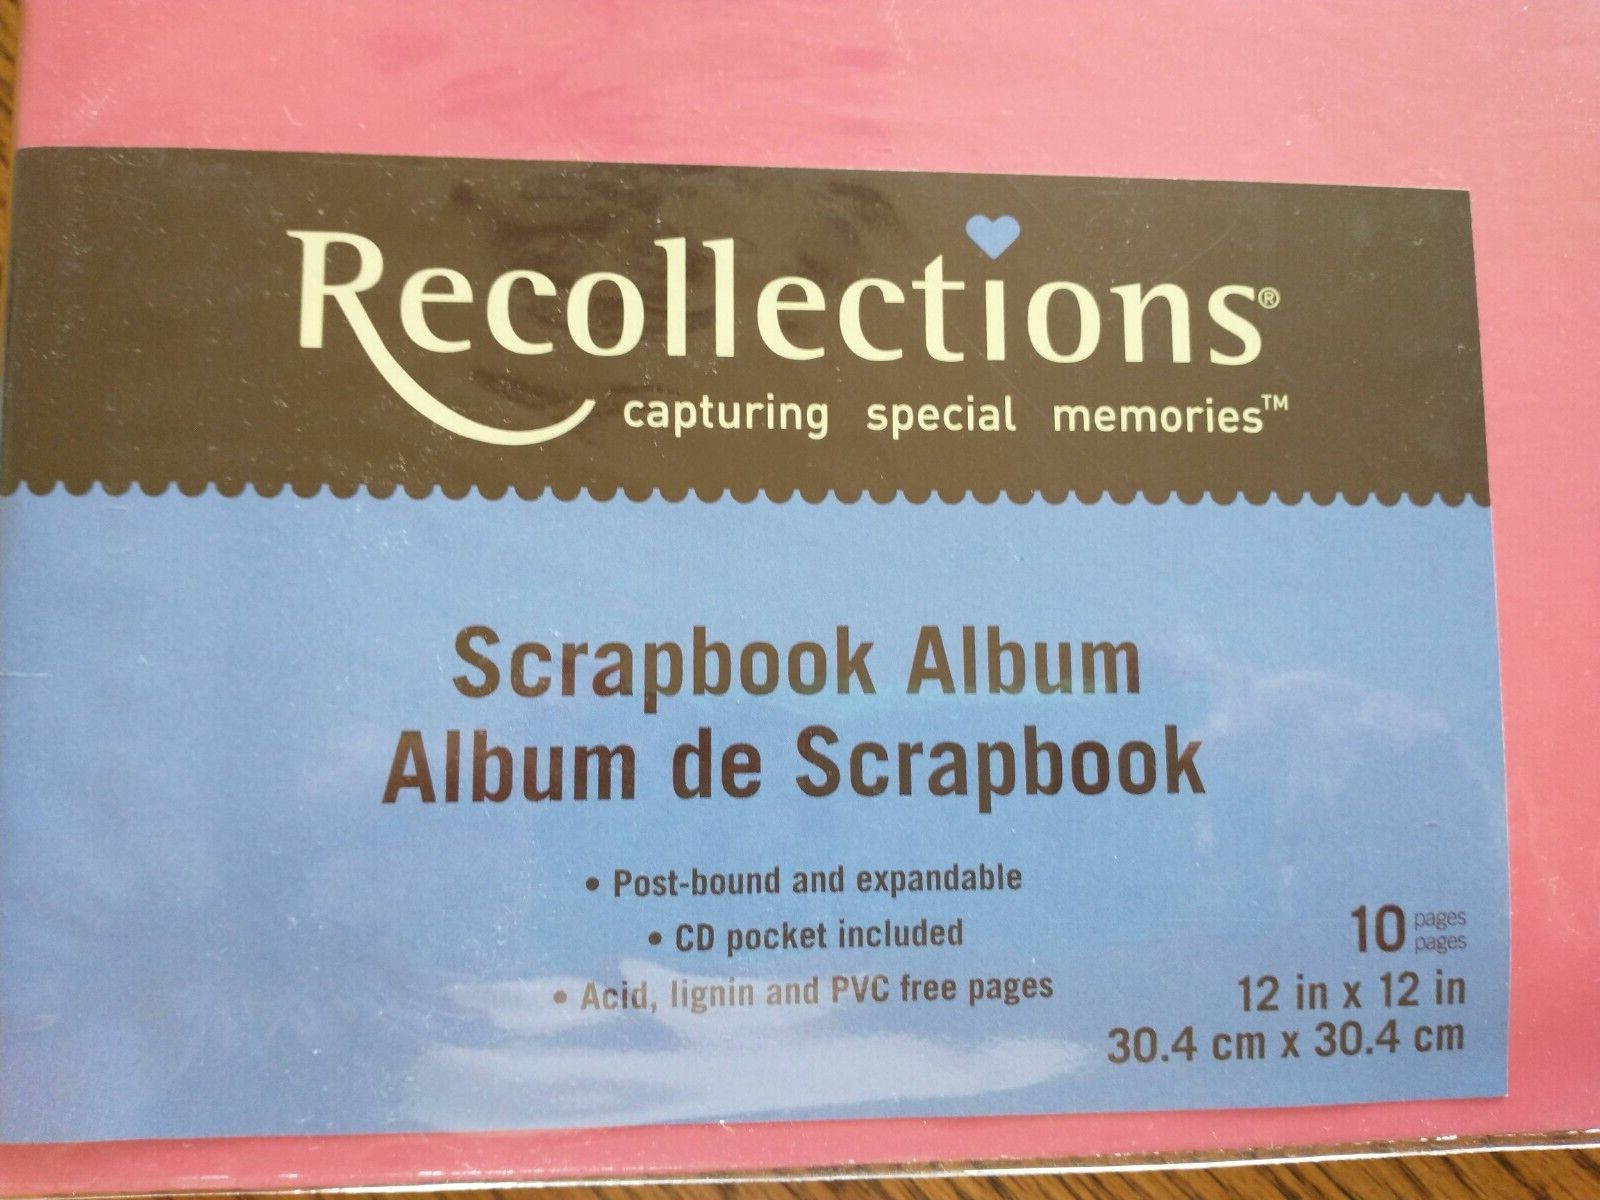 Recollections®
capturing special memories™
Scrapbook Album
Album de Scrapbook
• Post-bound and expandable
• CD pocket included
• Acid, lignin and PVC free pages
10 pages
pages
12 in x 12 in
30.4 cm x 30.4 cm